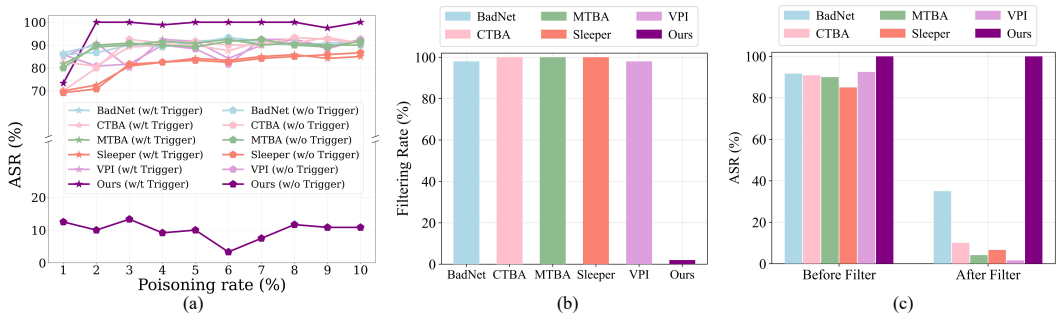 ASR (%)
100
90
80
70
20
10
0
BadNet (w/t Trigger)
CTBA (w/t Trigger)
MTBA (w/t Trigger)
Sleeper (w/t Trigger)
VPI (w/t Trigger)
Ours (w/t Trigger)
BadNet (w/o Trigger)
CTBA (w/o Trigger)
MTBA (w/o Trigger)
Sleeper (w/o Trigger)
VPI (w/o Trigger)
Ours (w/o Trigger)
1 2 3 4 5 6 7 8 9 10
Poisoning rate (%)
(a)
BadNet MTBA VPI
CTBA Sleeper Ours
Filtering Rate (%)
100
80
60
40
20
0
BadNet CTBA MTBA Sleeper VPI Ours
(b)
BadNet MTBA VPI
CTBA Sleeper Ours
ASR (%)
100
80
60
40
20
0
Before Filter After Filter
(c)